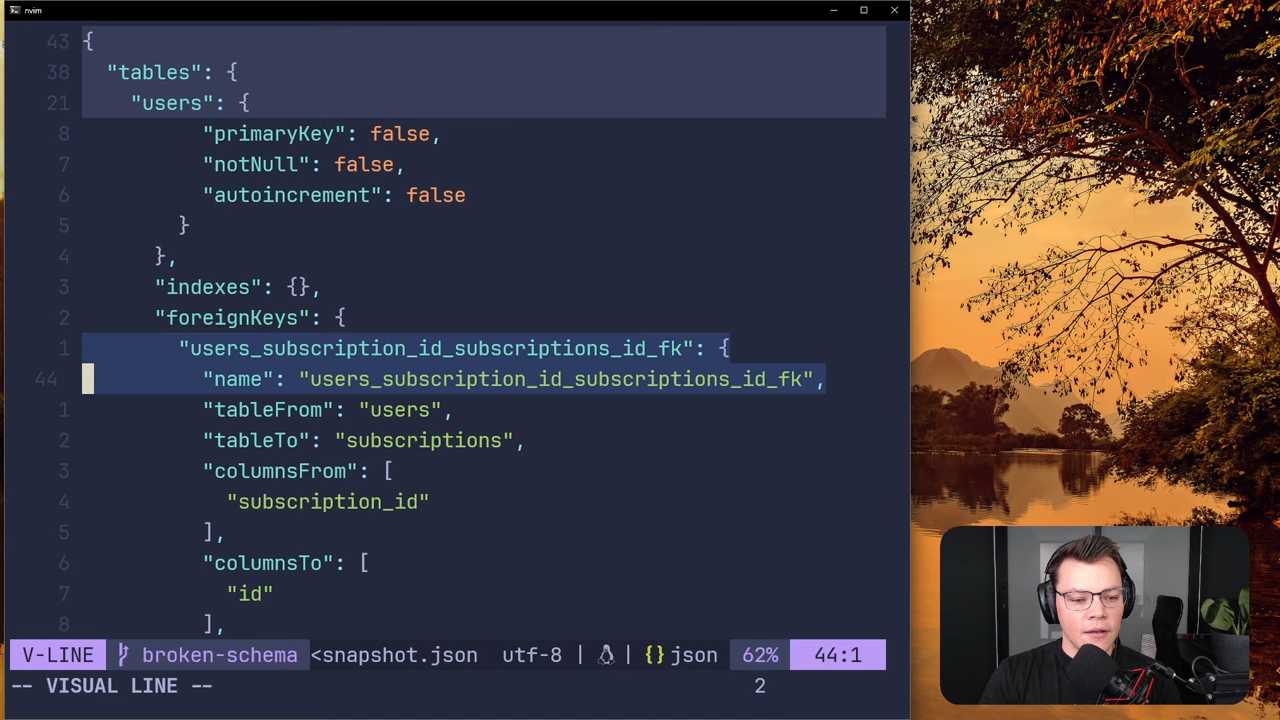 nvim
43 {
38 "tables": {
21 "users": {
8 "primaryKey": false,
7 "notNull": false,
6 "autoincrement": false
5 }
4 },
3 "indexes": {},
2 "foreignKeys": {
1 "users_subscription_id_subscriptions_id_fk": {
44 "name": "users_subscription_id_subscriptions_id_fk",
1 "tableFrom": "users",
2 "tableTo": "subscriptions",
3 "columnsFrom": [
4 "subscription_id"
5 ],
6 "columnsTo": [
7 "id"
8 ],
V-LINE broken-schema <snapshot.json utf-8 | | {} json 62% 44:1
-- VISUAL LINE -- 2